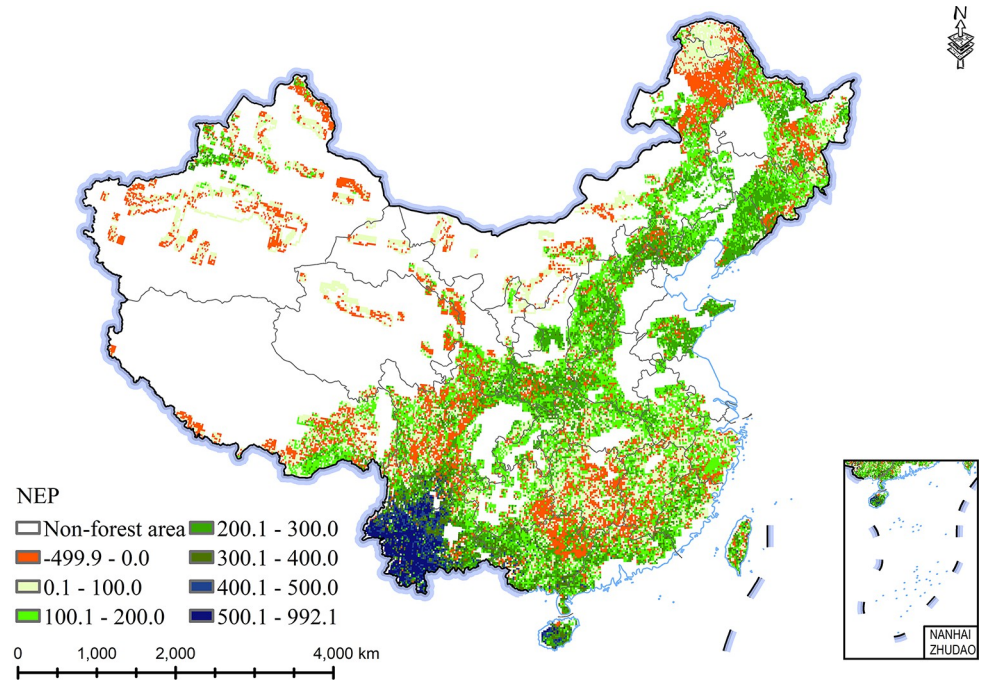 N
NEP
Non-forest area
-499.9 - 0.0
0.1 - 100.0
100.1 - 200.0
200.1 - 300.0
300.1 - 400.0
400.1 - 500.0
500.1 - 992.1
0 1,000 2,000 4,000 km
NANHAI
ZHUDAO